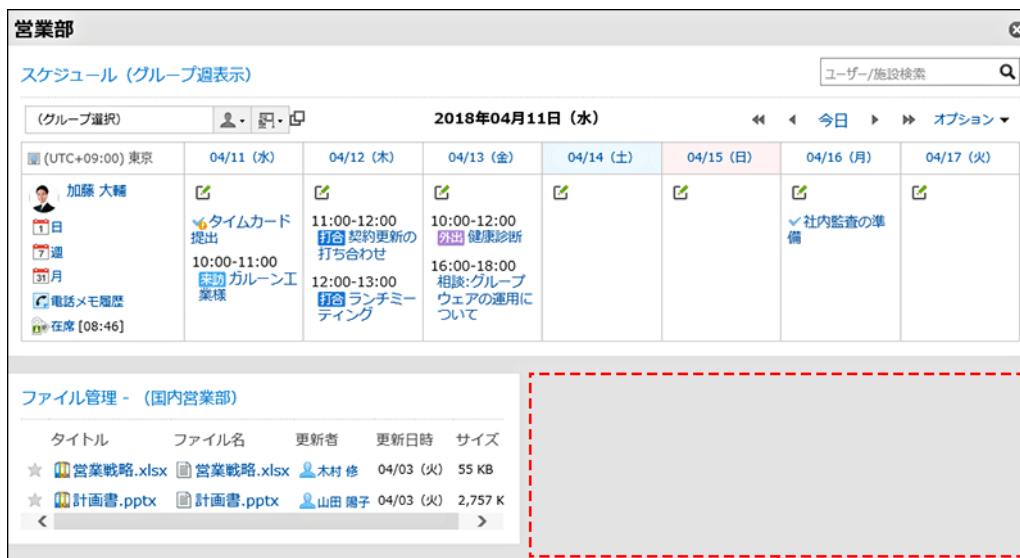 営業部
スケジュール（グループ週表示）
ユーザー/施設検索
（グループ選択）
2018年04月11日（水）
今日
オプション
(UTC+09:00) 東京
04/11（水）
04/12（木）
04/13（金）
04/14（土）
04/15（日）
04/16（月）
04/17（火）
加藤 大輔
1日
7週
31月
電話メモ履歴
在席 [08:46]
タイムカード
提出
10:00-11:00
来訪 ガルーン工
業様
11:00-12:00
打合 契約更新の
打ち合わせ
12:00-13:00
打合 ランチミー
ティング
10:00-12:00
外出 健康診断
16:00-18:00
相談:グループ
ウェアの運用に
ついて
社内監査の準
備
ファイル管理 - （国内営業部）
タイトル ファイル名 更新者 更新日時 サイズ
営業戦略.xlsx 営業戦略.xlsx 木村 修 04/03（火） 55 KB
計画書.pptx 計画書.pptx 山田 陽子 04/03（火） 2,757 K